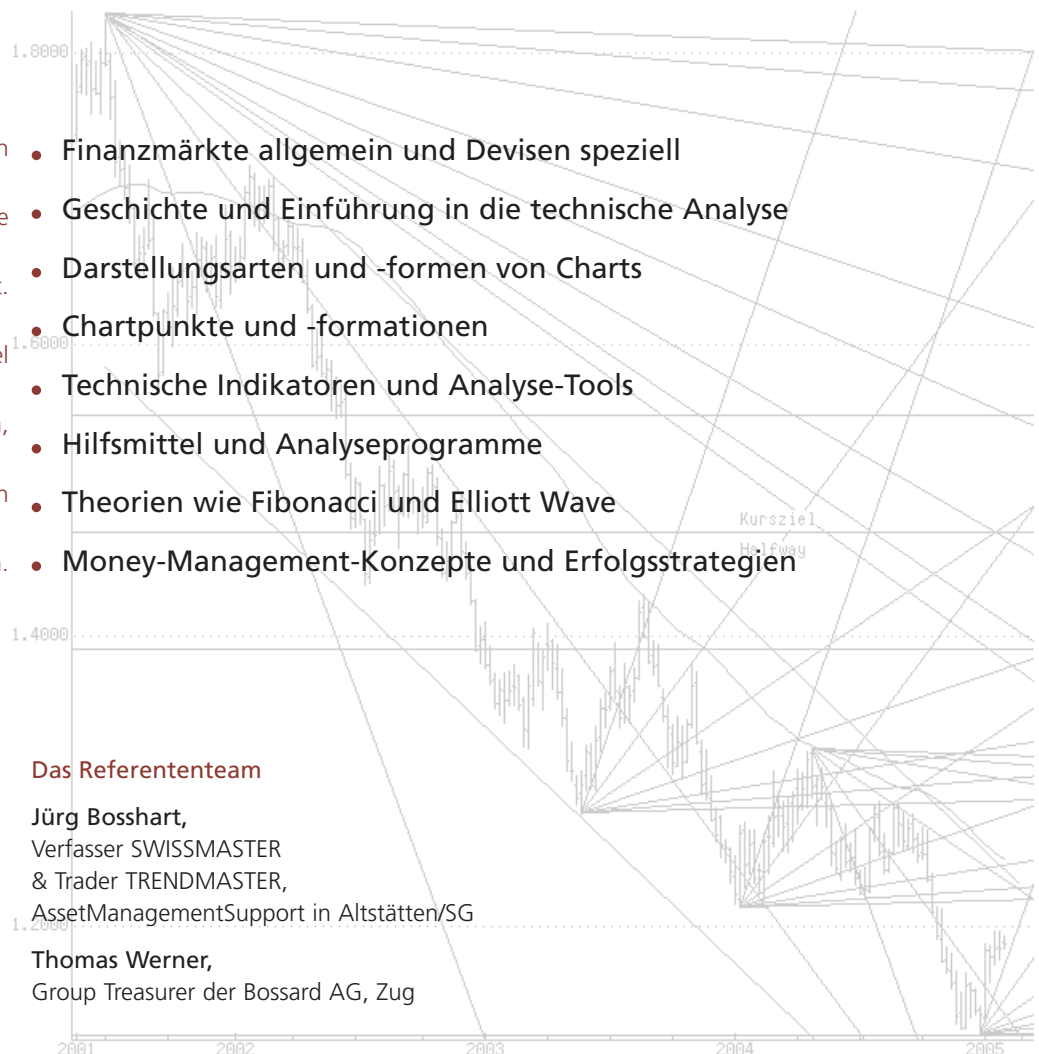 1.8000
n
• Finanzmärkte allgemein und Devisen speziell
e
• Geschichte und Einführung in die technische Analyse
t.
• Darstellungsarten und -formen von Charts
• Chartpunkte und -formationen
1.6000
el
• Technische Indikatoren und Analyse-Tools
,
• Hilfsmittel und Analyseprogramme
n
• Theorien wie Fibonacci und Elliott Wave
Kursziel
Halfway
.
• Money-Management-Konzepte und Erfolgsstrategien
1.4000
Das Referententeam
Jürg Bosshart,
Verfasser SWISSMASTER
& Trader TRENDMASTER,
AssetManagementSupport in Altstätten/SG
1.2000
Thomas Werner,
Group Treasurer der Bossard AG, Zug
2001 2002 2003 2004 2005